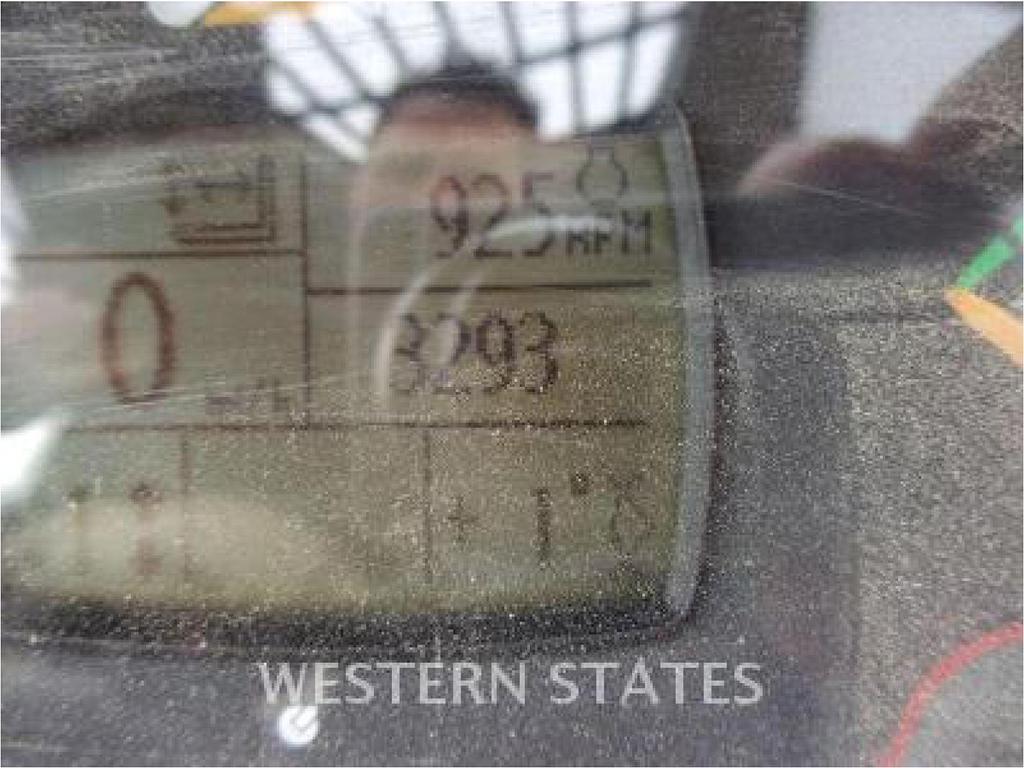 925 RPM
0
3293
+ 1°
WESTERN STATES